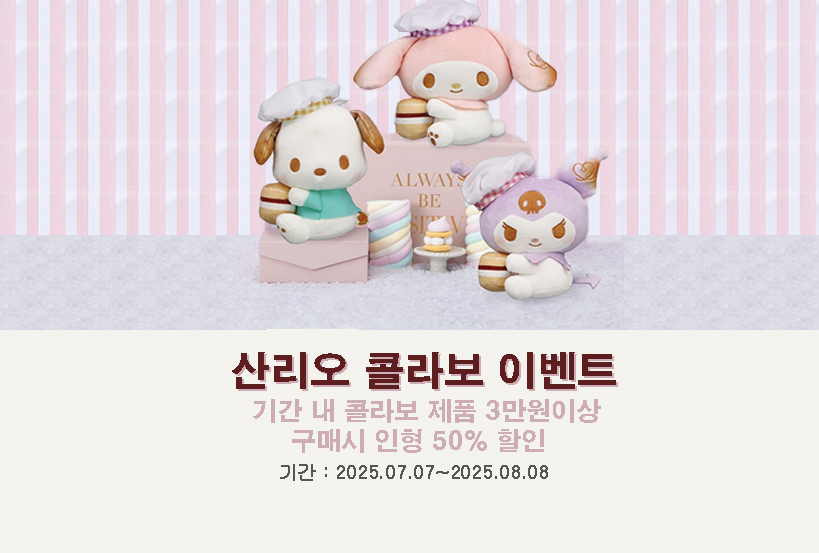 ALWAYS
BE
산리오 콜라보 이벤트
기간 내 콜라보 제품 3만원이상
구매시 인형 50% 할인
기간 : 2025.07.07~2025.08.08